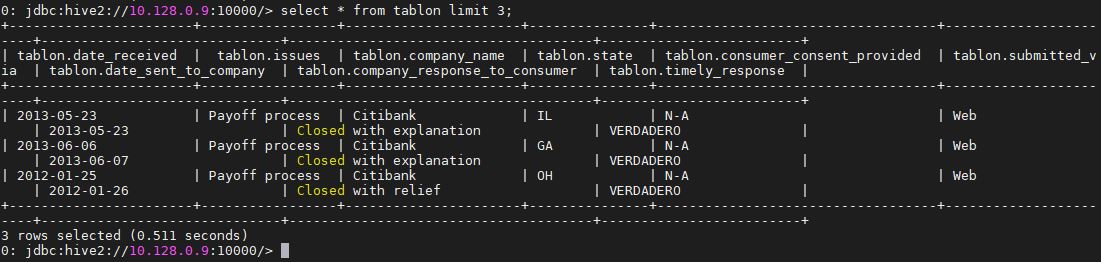 0: jdbc:hive2://10.128.0.9:10000/> select * from tablon limit 3;
+-----------------------+------------------+----------------------+---------------+-----------------------------------+--------------------
----+------------------------------+-------------------------------------+-------------------------+
| tablon.date_received | tablon.issues | tablon.company_name | tablon.state | tablon.consumer_consent_provided | tablon.submitted_v
ia | tablon.date_sent_to_company | tablon.company_response_to_consumer | tablon.timely_response |
+-----------------------+------------------+----------------------+---------------+-----------------------------------+--------------------
----+------------------------------+-------------------------------------+-------------------------+
| 2013-05-23 | Payoff process | Citibank | IL | N-A | Web
| 2013-05-23 | Closed with explanation | VERDADERO |
| 2013-06-06 | Payoff process | Citibank | GA | N-A | Web
| 2013-06-07 | Closed with explanation | VERDADERO |
| 2012-01-25 | Payoff process | Citibank | OH | N-A | Web
| 2012-01-26 | Closed with relief | VERDADERO |
+-----------------------+------------------+----------------------+---------------+-----------------------------------+--------------------
----+------------------------------+-------------------------------------+-------------------------+
3 rows selected (0.511 seconds)
0: jdbc:hive2://10.128.0.9:10000/>